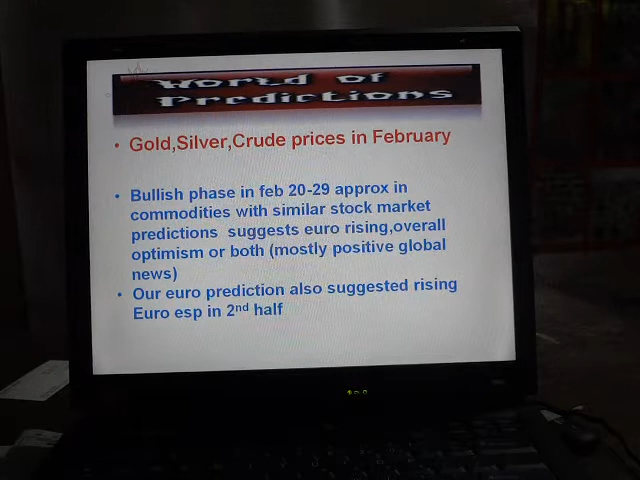 World of
Predictions
• Gold,Silver,Crude prices in February
• Bullish phase in feb 20-29 approx in
commodities with similar stock market
predictions suggests euro rising,overall
optimism or both (mostly positive global
news)
• Our euro prediction also suggested rising
Euro esp in 2nd half